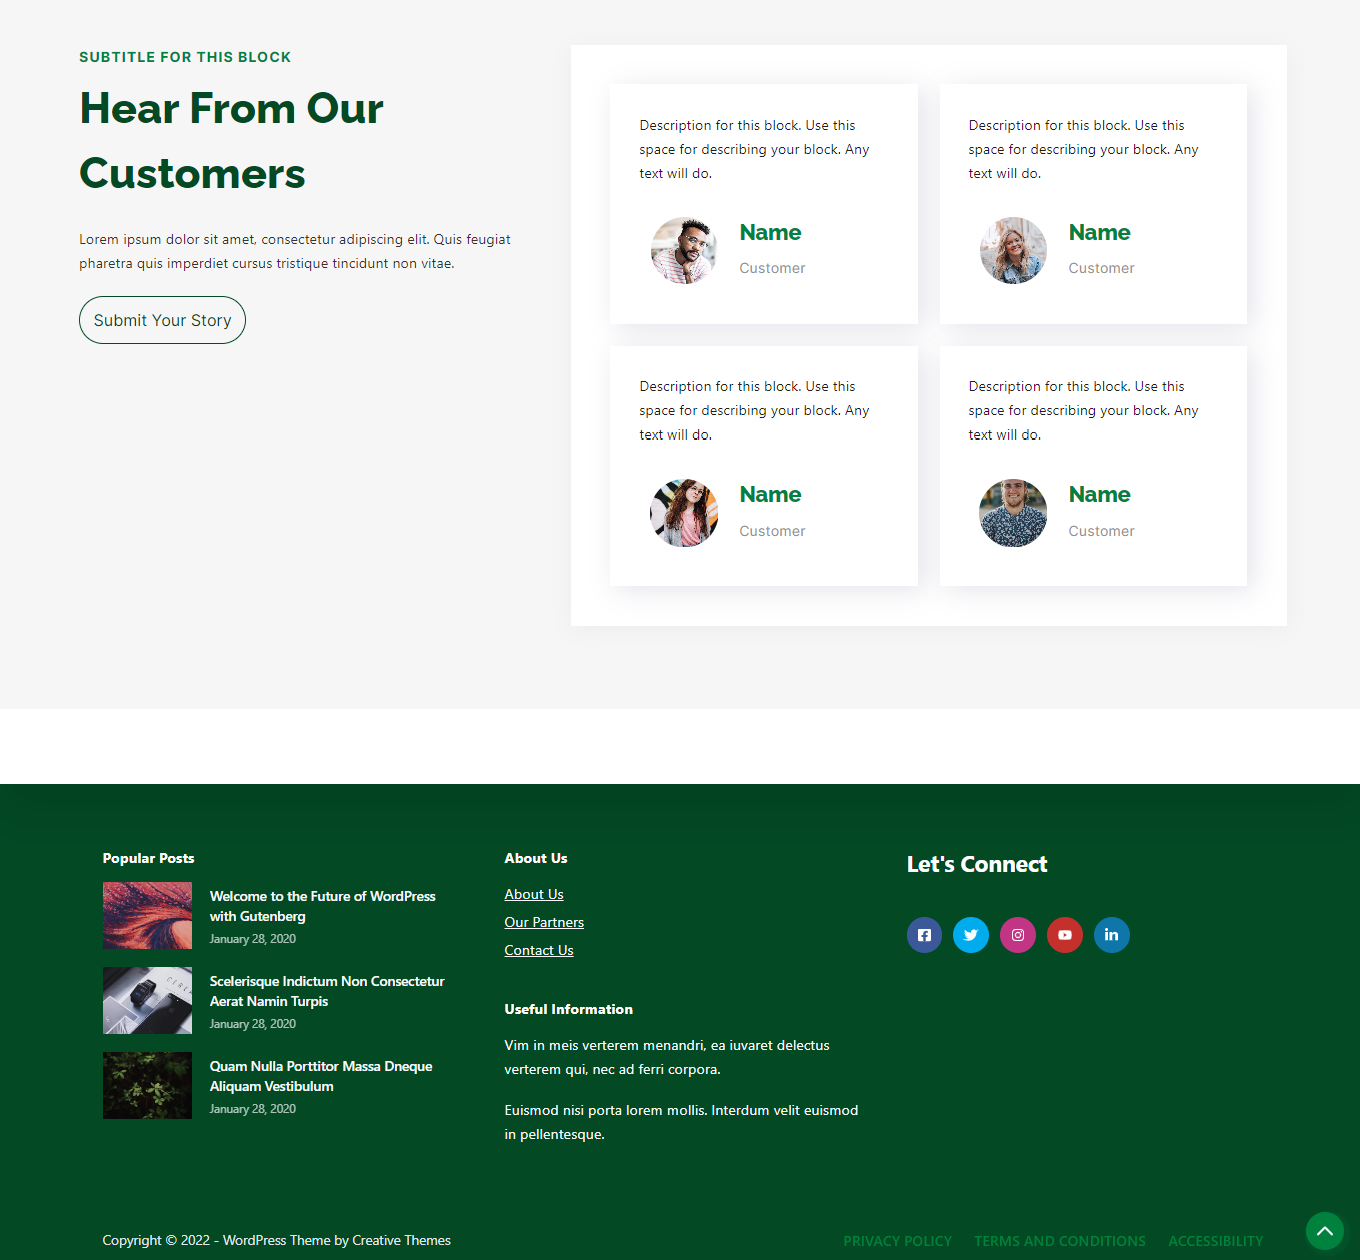 SUBTITLE FOR THIS BLOCK
Hear From Our
Customers
Lorem ipsum dolor sit amet, consectetur adipiscing elit. Quis feugiat
pharetra quis imperdiet cursus tristique tincidunt non vitae.
Submit Your Story
Description for this block. Use this
space for describing your block. Any
text will do.
Name
Customer
Description for this block. Use this
space for describing your block. Any
text will do.
Name
Customer
Description for this block. Use this
space for describing your block. Any
text will do.
Name
Customer
Description for this block. Use this
space for describing your block. Any
text will do.
Name
Customer
Popular Posts
Welcome to the Future of WordPress
with Gutenberg
January 28, 2020
Scelerisque Indictum Non Consectetur
Aerat Namin Turpis
January 28, 2020
Quam Nulla Porttitor Massa Dneque
Aliquam Vestibulum
January 28, 2020
About Us
About Us
Our Partners
Contact Us
Useful Information
Vim in meis verterem menandri, ea iuvaret delectus
verterem qui, nec ad ferri corpora.
Euismod nisi porta lorem mollis. Interdum velit euismod
in pellentesque.
Let's Connect
Copyright © 2022 - WordPress Theme by Creative Themes
PRIVACY POLICY TERMS AND CONDITIONS ACCESSIBILITY